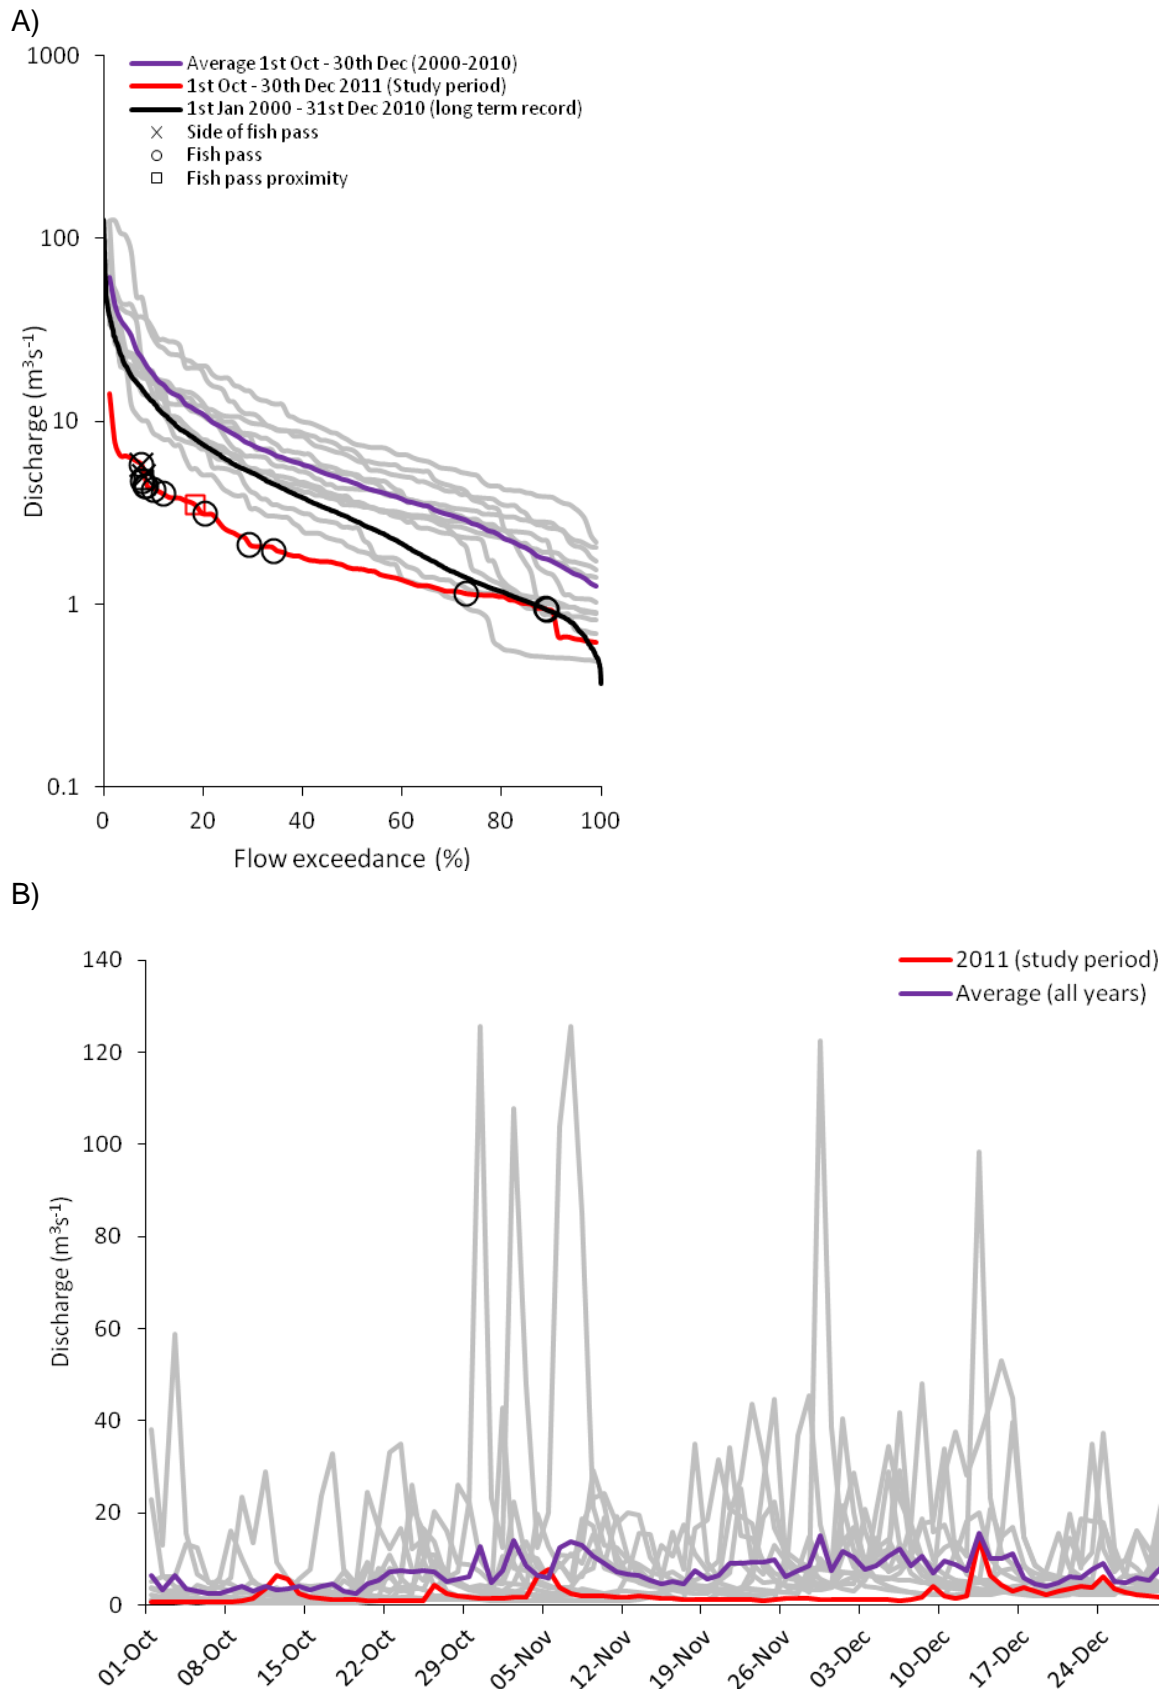 A)
1000
Average 1st Oct - 30th Dec (2000-2010)
1st Oct - 30th Dec 2011 (Study period)
1st Jan 2000 - 31st Dec 2010 (long term record)
Side of fish pass
Fish pass
Fish pass proximity
100
10
1
0.1
Discharge (m³s⁻¹)
0 20 40 60 80 100
Flow exceedance (%)
B)
140
2011 (study period)
Average (all years)
120
100
80
60
40
20
0
Discharge (m³s⁻¹)
01-Oct 08-Oct 15-Oct 22-Oct 29-Oct 05-Nov 12-Nov 19-Nov 26-Nov 03-Dec 10-Dec 17-Dec 24-Dec